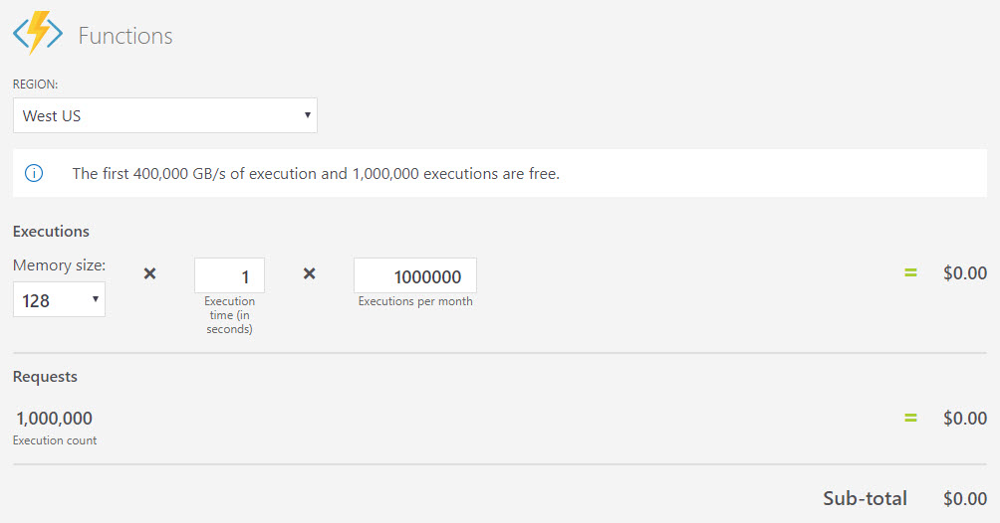 Functions
REGION:
West US
The first 400,000 GB/s of execution and 1,000,000 executions are free.
Executions
Memory size:
128
×
1
Execution
time (in
seconds)
×
1000000
Executions per month
=
$0.00
Requests
1,000,000
Execution count
=
$0.00
Sub-total $0.00